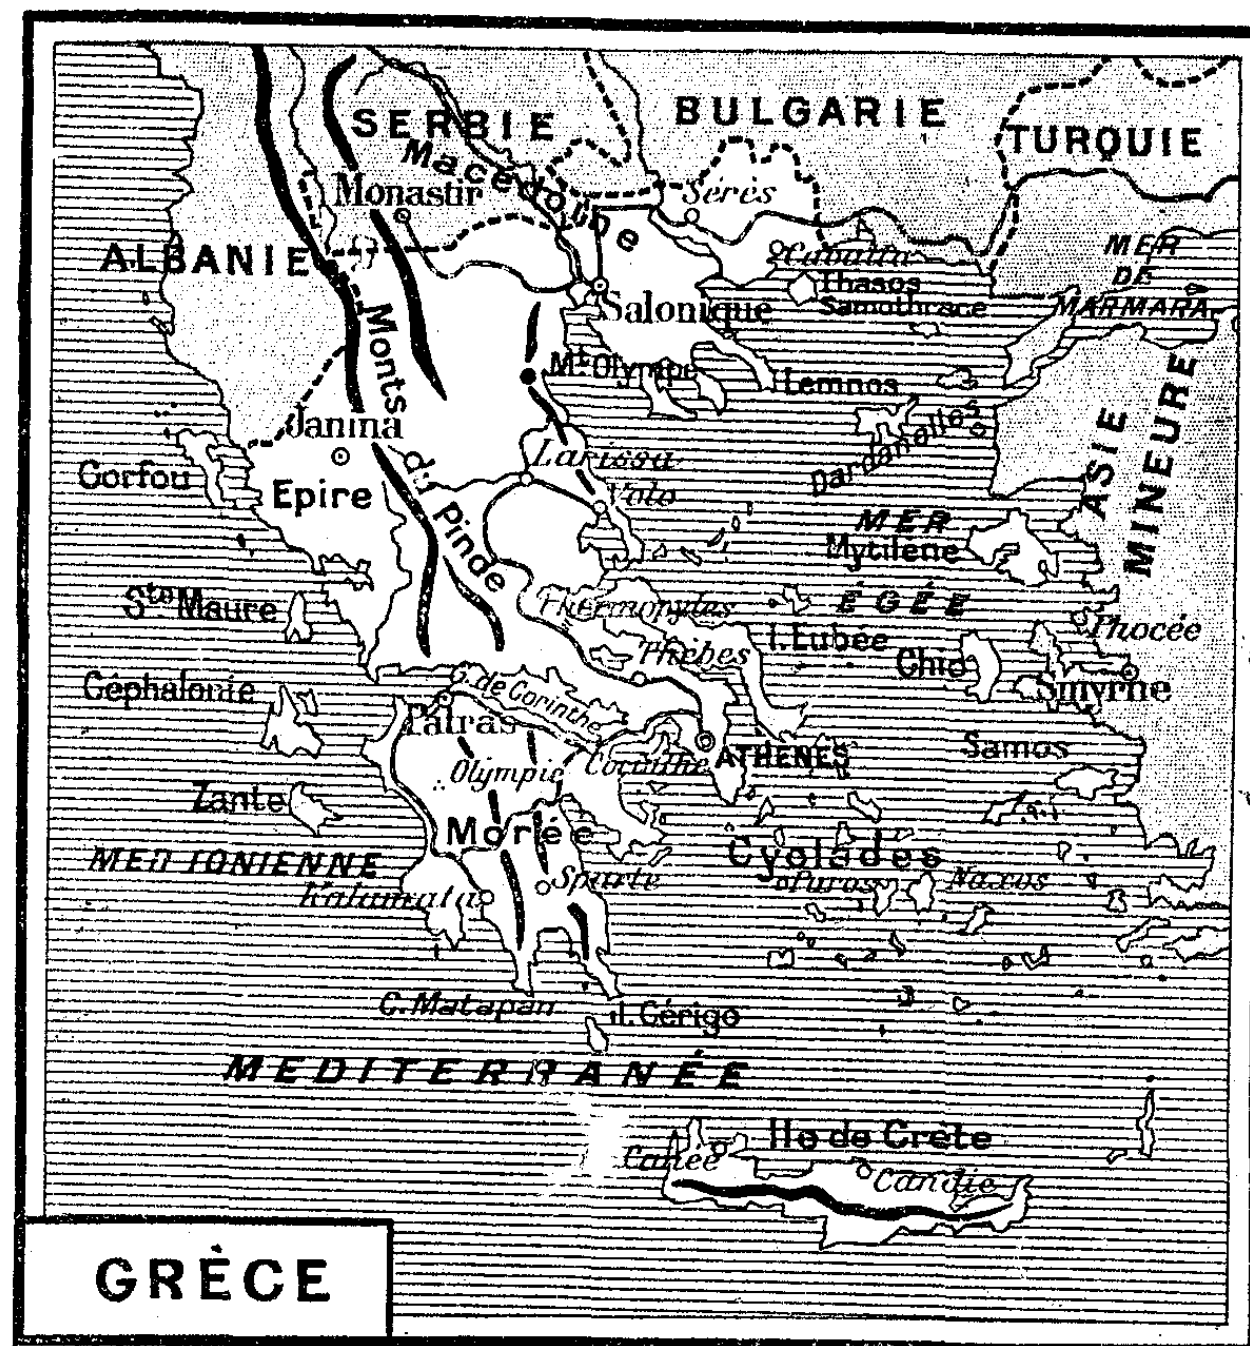 SERBIE
BULGARIE
TURQUIE
Macédoine
Monastir
Sérès
ALBANIE
MER
DE
MARMARA
Cavalla
Thasos
Samothrace
Salonique
Monts du Pinde
Mt Olympe
Lemnos
Dardanelles
ASIE
MINEURE
Janina
Larissa
Corfou
Epire
Volo
MER
Mytilène
ÉGÉE
Ste Maure
Thermopyles
I. Eubée
Phocée
Thèbes
Chio
Smyrne
Céphalonie
G. de Corinthe
Patras
Corinthe
ATHÈNES
Samos
Olympie
Zante
Morée
Cyclades
MER IONIENNE
Sparte
Paros
Naxos
Kalamata
C. Matapan
I. Cérigo
MEDITERRANÉE
Ile de Crète
Canée
Candie
GRÈCE